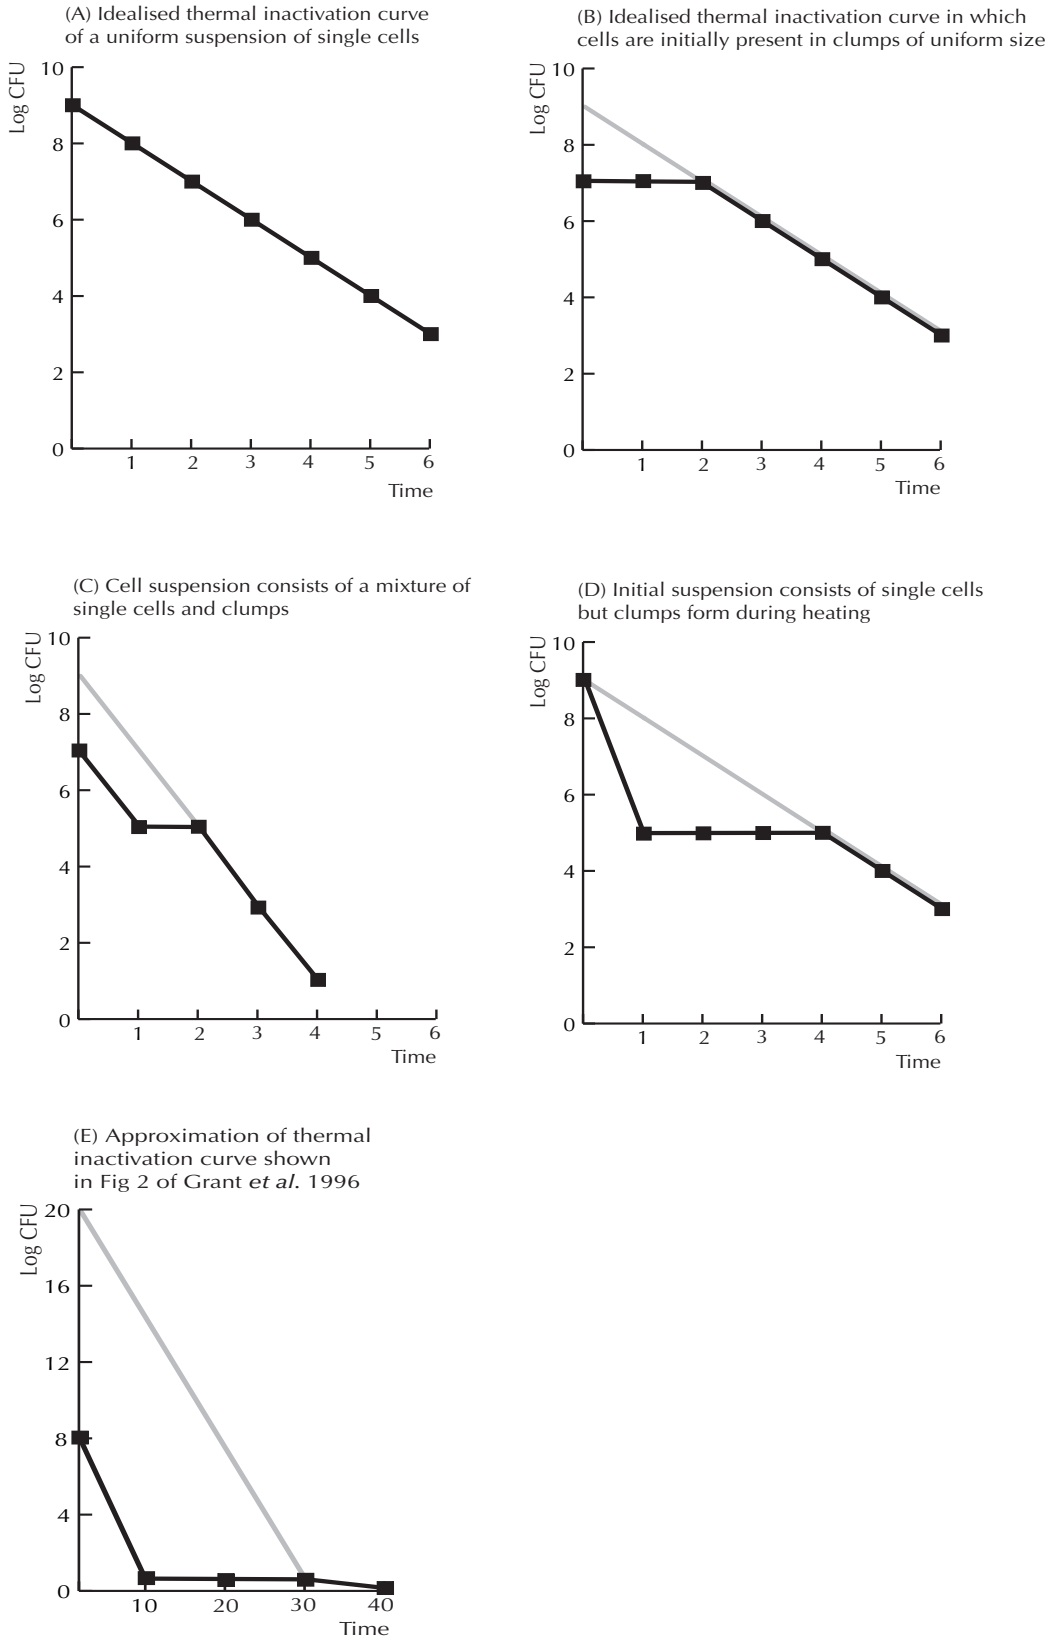 (A) Idealised thermal inactivation curve
of a uniform suspension of single cells
Log CFU
10
8
6
4
2
0
1 2 3 4 5 6
Time
(B) Idealised thermal inactivation curve in which
cells are initially present in clumps of uniform size
Log CFU
10
8
6
4
2
0
1 2 3 4 5 6
Time
(C) Cell suspension consists of a mixture of
single cells and clumps
Log CFU
10
8
6
4
2
0
1 2 3 4 5 6
Time
(D) Initial suspension consists of single cells
but clumps form during heating
Log CFU
10
8
6
4
2
0
1 2 3 4 5 6
Time
(E) Approximation of thermal
inactivation curve shown
in Fig 2 of Grant et al. 1996
Log CFU
20
16
12
8
4
0
10 20 30 40
Time